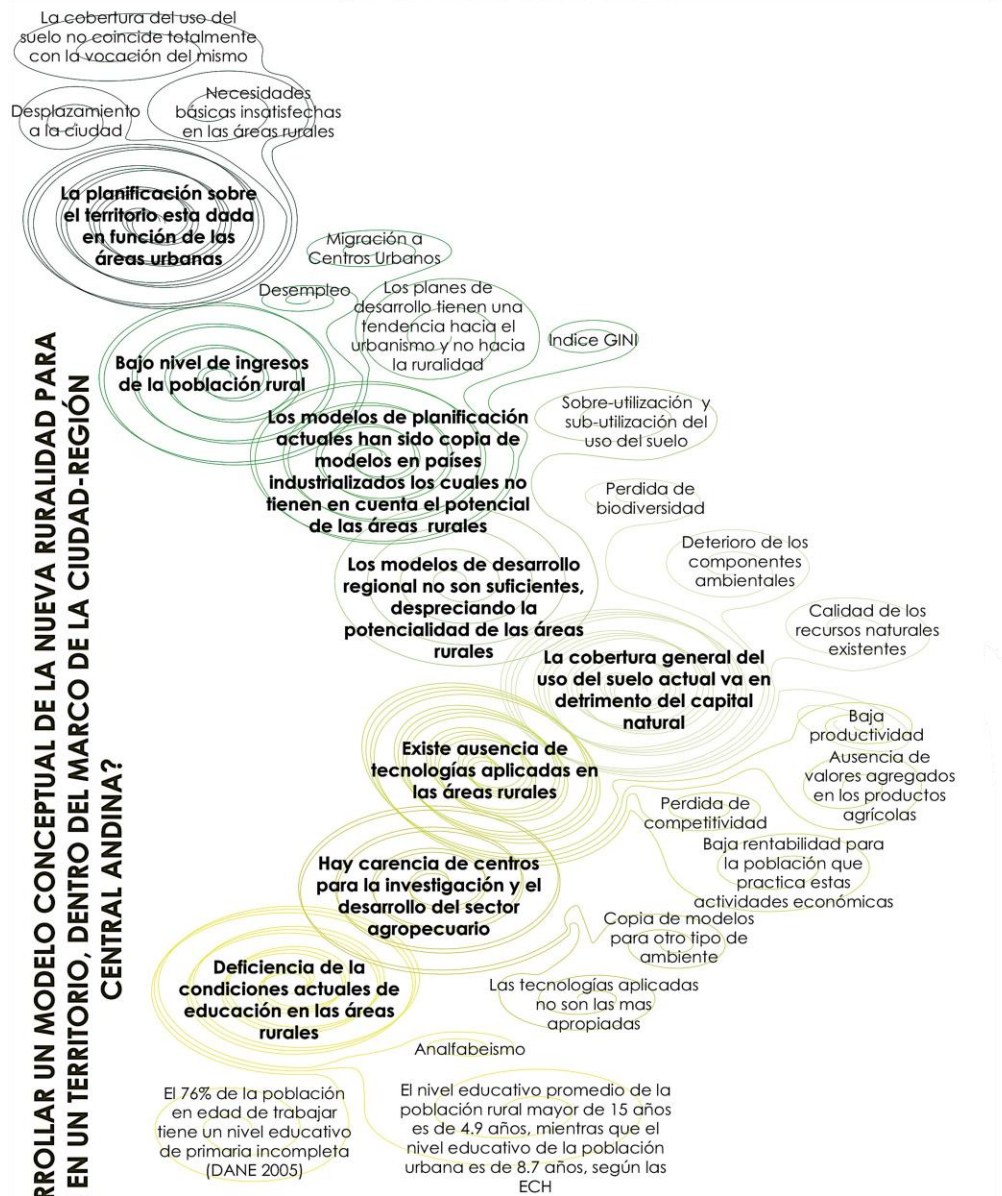 La cobertura del uso del
suelo no coincide totalmente
con la vocación del mismo
Desplazamiento
a la ciudad
Necesidades
básicas insatisfechas
en las áreas rurales
La planificación sobre
el territorio esta dada
en función de las
áreas urbanas
Migración a
Centros Urbanos
Desempleo
Los planes de
desarrollo tienen una
tendencia hacia el
urbanismo y no hacia
la ruralidad
Indice GINI
Bajo nivel de ingresos
de la población rural
Los modelos de planificación
actuales han sido copia de
modelos en países
industrializados los cuales no
tienen en cuenta el potencial
de las áreas rurales
Sobre-utilización y
sub-utilización del
uso del suelo
Perdida de
biodiversidad
Deterioro de los
componentes
ambientales
Los modelos de desarrollo
regional no son suficientes,
despreciando la
potencialidad de las áreas
rurales
Calidad de los
recursos naturales
existentes
La cobertura general del
uso del suelo actual va en
detrimento del capital
natural
Existe ausencia de
tecnologías aplicadas en
las áreas rurales
Baja
productividad
Ausencia de
valores agregados
en los productos
agrícolas
Perdida de
competitividad
Baja rentabilidad para
la población que
practica estas
actividades económicas
Hay carencia de centros
para la investigación y el
desarrollo del sector
agropecuario
Copia de modelos
para otro tipo de
ambiente
Las tecnologías aplicadas
no son las mas
apropiadas
Deficiencia de la
condiciones actuales de
educación en las áreas
rurales
Analfabeismo
El 76% de la población
en edad de trabajar
tiene un nivel educativo
de primaria incompleta
(DANE 2005)
El nivel educativo promedio de la
población rural mayor de 15 años
es de 4.9 años, mientras que el
nivel educativo de la población
urbana es de 8.7 años, según las
ECH
RROLLAR UN MODELO CONCEPTUAL DE LA NUEVA RURALIDAD PARA
EN UN TERRITORIO, DENTRO DEL MARCO DE LA CIUDAD-REGIÓN
CENTRAL ANDINA?